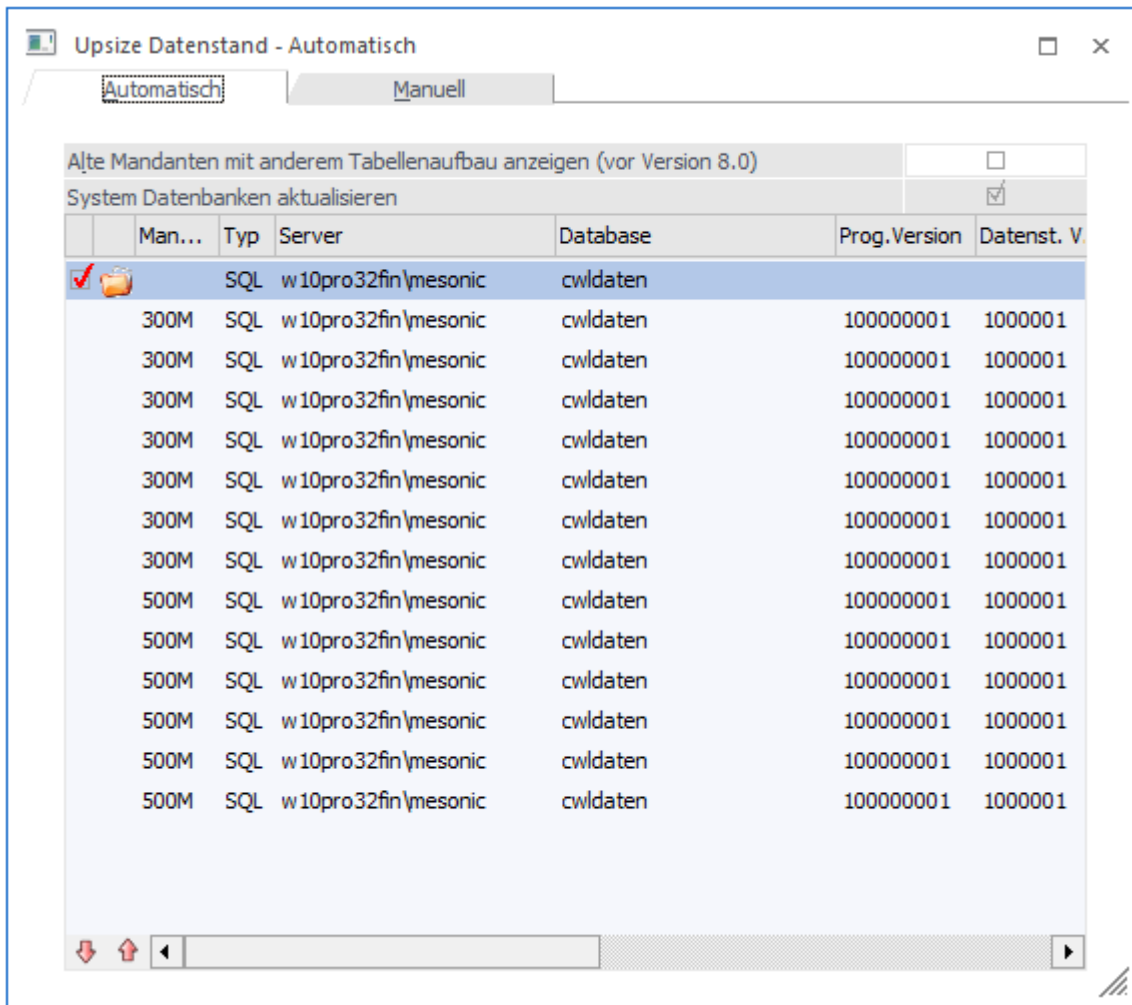 Upsize Datenstand - Automatisch
Automatisch Manuell
Alte Mandanten mit anderem Tabellenaufbau anzeigen (vor Version 8.0)
System Datenbanken aktualisieren
Man... Typ Server Database Prog.Version Datenst. V
SQL w10pro32fin\mesonic cwldaten
300M SQL w10pro32fin\mesonic cwldaten 100000001 1000001
300M SQL w10pro32fin\mesonic cwldaten 100000001 1000001
300M SQL w10pro32fin\mesonic cwldaten 100000001 1000001
300M SQL w10pro32fin\mesonic cwldaten 100000001 1000001
300M SQL w10pro32fin\mesonic cwldaten 100000001 1000001
300M SQL w10pro32fin\mesonic cwldaten 100000001 1000001
300M SQL w10pro32fin\mesonic cwldaten 100000001 1000001
500M SQL w10pro32fin\mesonic cwldaten 100000001 1000001
500M SQL w10pro32fin\mesonic cwldaten 100000001 1000001
500M SQL w10pro32fin\mesonic cwldaten 100000001 1000001
500M SQL w10pro32fin\mesonic cwldaten 100000001 1000001
500M SQL w10pro32fin\mesonic cwldaten 100000001 1000001
500M SQL w10pro32fin\mesonic cwldaten 100000001 1000001